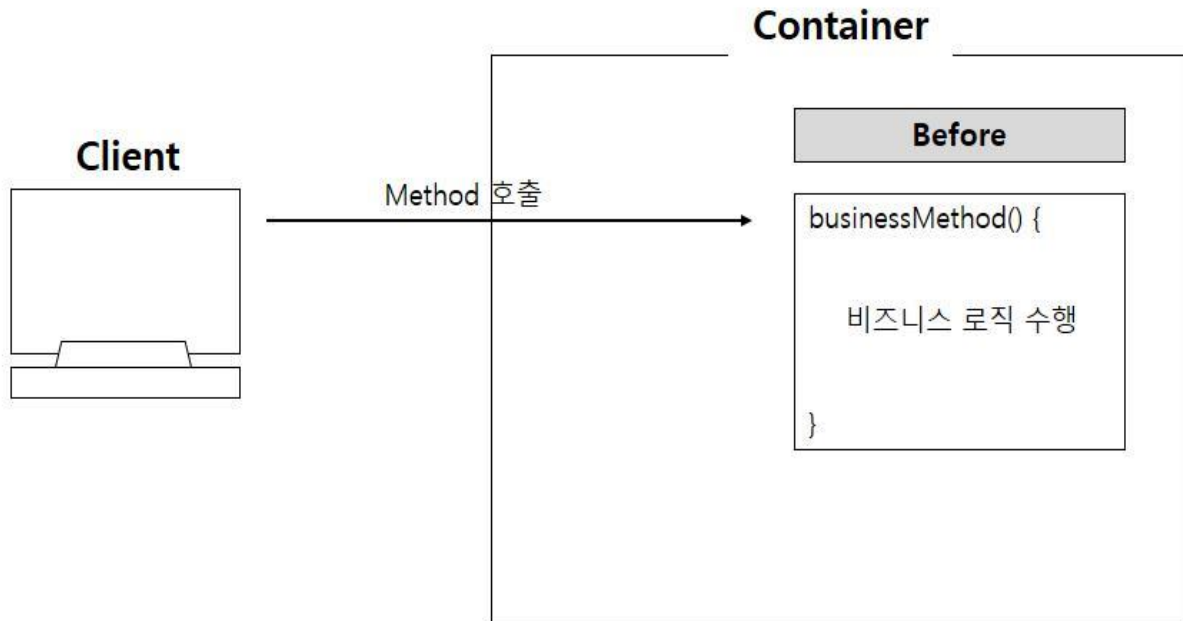 Container
Before
Client
Method 호출
businessMethod() {
비즈니스 로직 수행
}